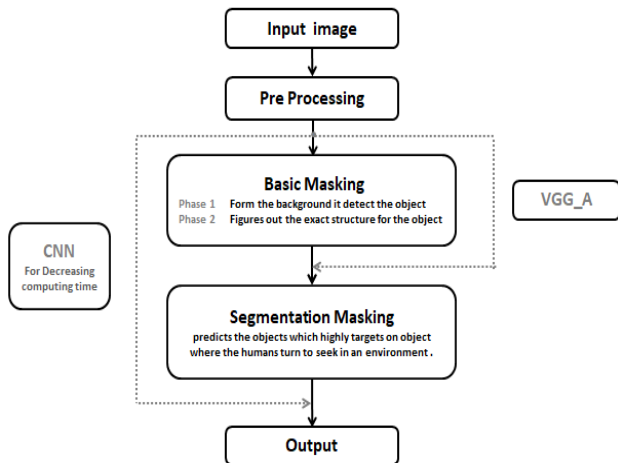 Input image
Pre Processing
Basic Masking
Phase 1 Form the background it detect the object
Phase 2 Figures out the exact structure for the object
VGG_A
CNN
For Decreasing
computing time
Segmentation Masking
predicts the objects which highly targets on object
where the humans turn to seek in an environment .
Output